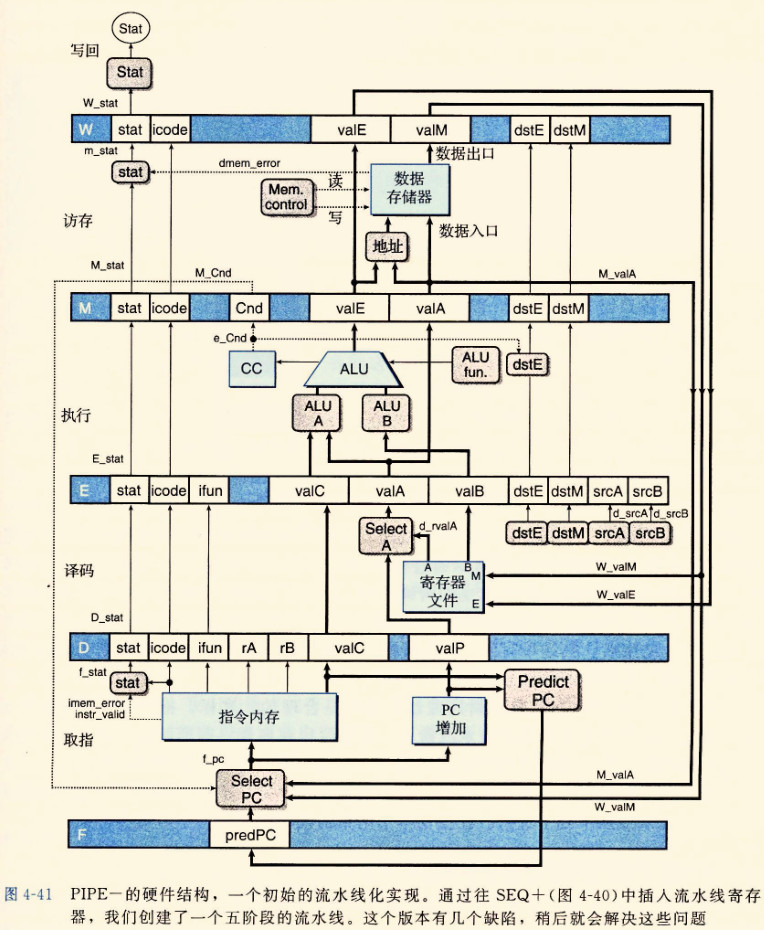 Stat
写回
Stat
W_stat
W stat icode valE valM dstE dstM
m_stat
数据出口
stat
dmem_error
读
数据
存储器
Mem.
control
写
访存
地址
数据入口
M_stat
M_Cnd
M_valA
M stat icode Cnd valE valA dstE dstM
e_Cnd
CC
ALU
ALU
fun.
dstE
执行
ALU
A
ALU
B
E_stat
E stat icode ifun valC valA valB dstE dstM srcA srcB
d_srcA d_srcB
Select
A
d_rvalA
dstE dstM srcA srcB
译码
A B
寄存器
文件
M
E
W_valM
W_valE
D_stat
D stat icode ifun rA rB valC valP
f_stat
stat
Predict
PC
imem_error
instr_valid
指令内存
PC
增加
取指
f_pc
Select
PC
M_valA
W_valM
F predPC
图 4-41 PIPE－的硬件结构，一个初始的流水线化实现。通过往 SEQ+(图 4-40)中插入流水线寄存
器，我们创建了一个五阶段的流水线。这个版本有几个缺陷，稍后就会解决这些问题